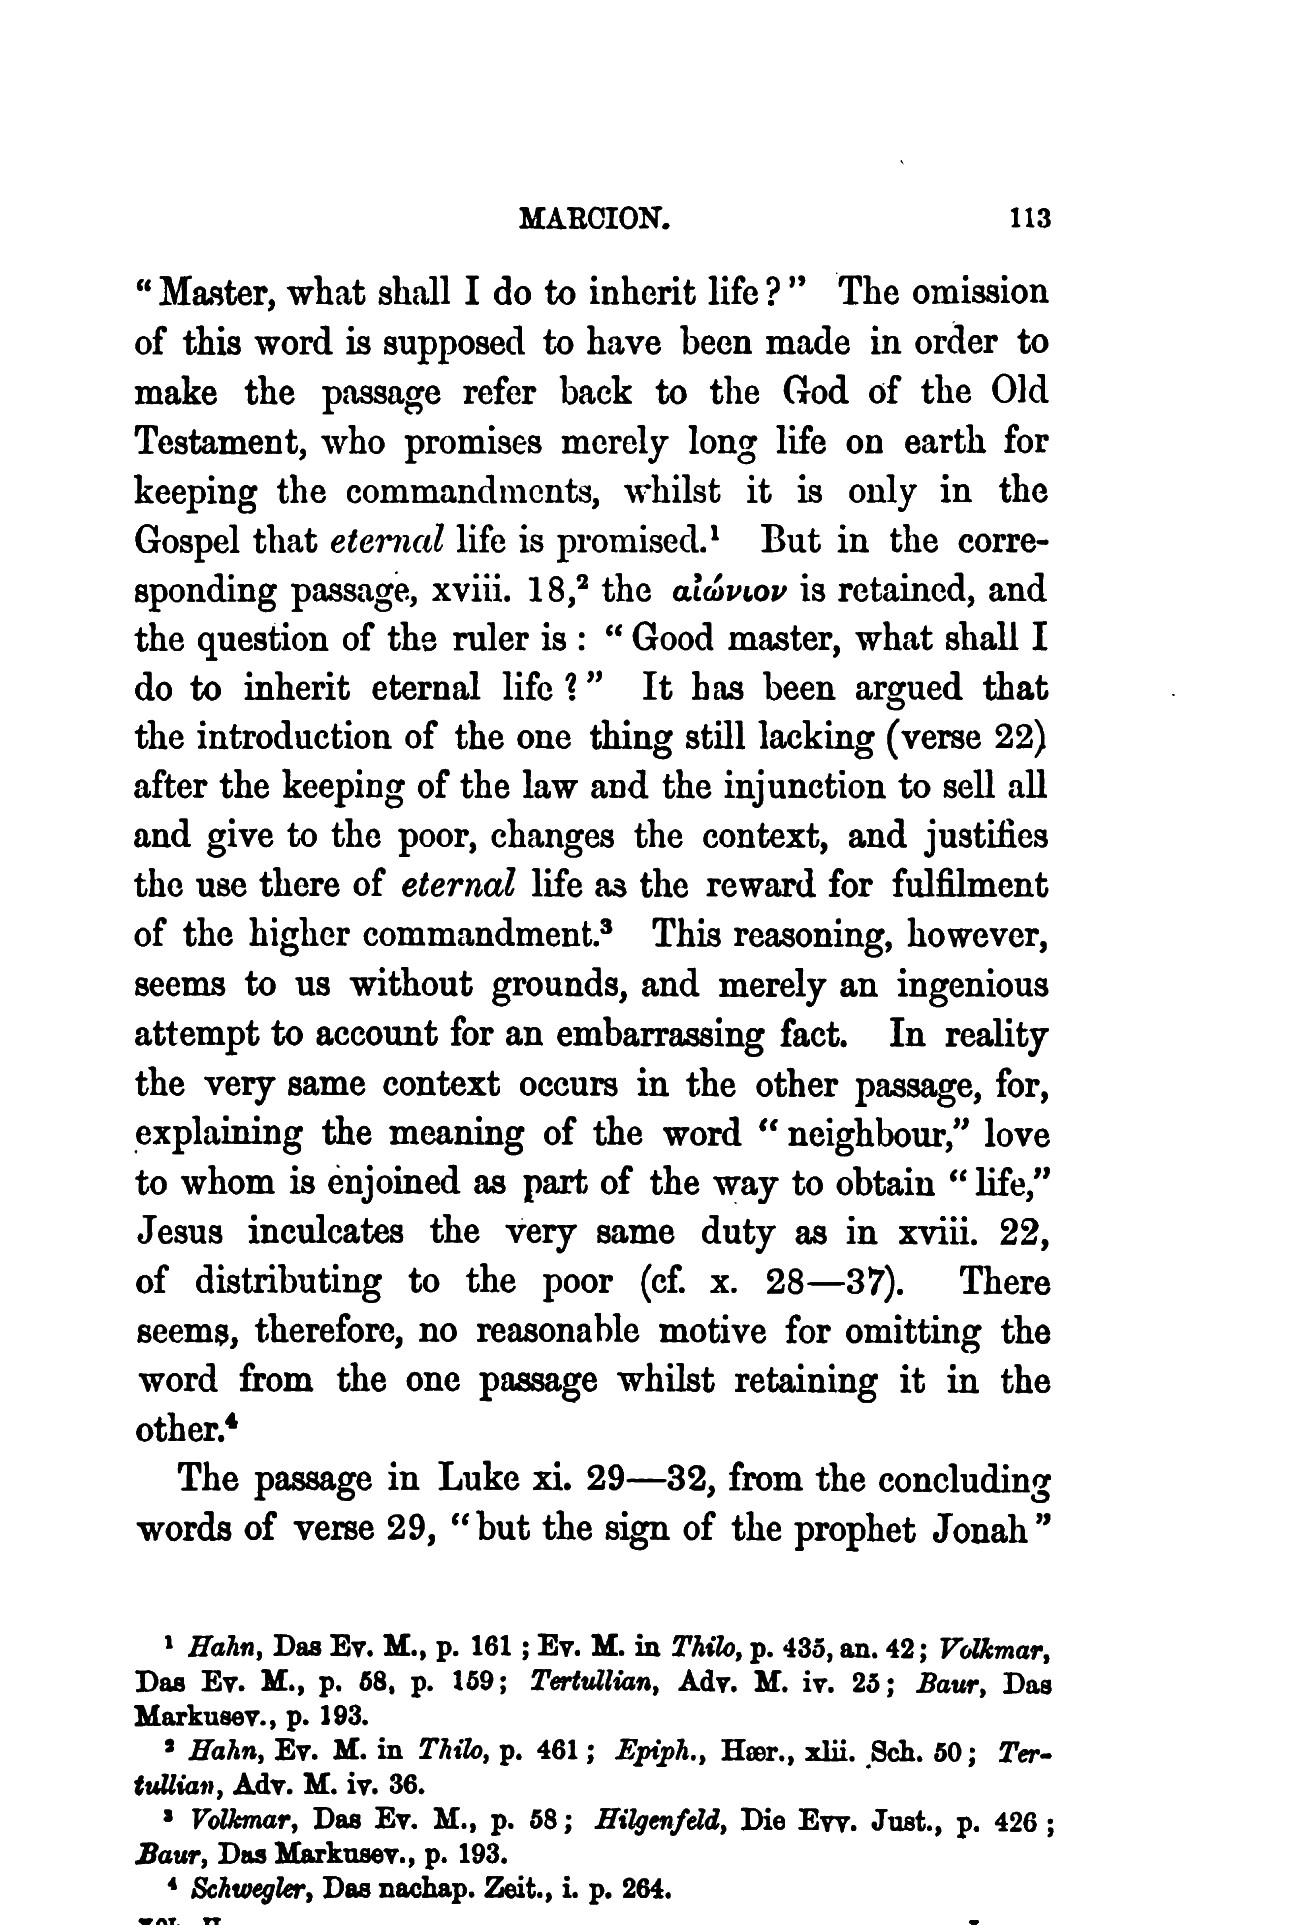 MARCION. 113
“Master, what shall I do to inherit life?” The omission
of this word is supposed to have been made in order to
make the passage refer back to the God of the Old
Testament, who promises merely long life on earth for
keeping the commandments, whilst it is only in the
Gospel that eternal life is promised.¹ But in the corre-
sponding passage, xviii. 18,² the αἰώνιον is retained, and
the question of the ruler is: “Good master, what shall I
do to inherit eternal life?” It has been argued that
the introduction of the one thing still lacking (verse 22)
after the keeping of the law and the injunction to sell all
and give to the poor, changes the context, and justifies
the use there of eternal life as the reward for fulfilment
of the higher commandment.³ This reasoning, however,
seems to us without grounds, and merely an ingenious
attempt to account for an embarrassing fact. In reality
the very same context occurs in the other passage, for,
explaining the meaning of the word “neighbour,” love
to whom is enjoined as part of the way to obtain “life,”
Jesus inculcates the very same duty as in xviii. 22,
of distributing to the poor (cf. x. 28—37). There
seems, therefore, no reasonable motive for omitting the
word from the one passage whilst retaining it in the
other.⁴
The passage in Luke xi. 29—32, from the concluding
words of verse 29, “but the sign of the prophet Jonah”
¹ Hahn, Das Ev. M., p. 161; Ev. M. in Thilo, p. 435, an. 42; Volkmar,
Das Ev. M., p. 58, p. 159; Tertullian, Adv. M. iv. 25; Baur, Das
Markusev., p. 193.
² Hahn, Ev. M. in Thilo, p. 461; Epiph., Hær., xlii. Sch. 50; Ter-
tullian, Adv. M. iv. 36.
³ Volkmar, Das Ev. M., p. 58; Hilgenfeld, Die Evv. Just., p. 426;
Baur, Das Markusev., p. 193.
⁴ Schwegler, Das nachap. Zeit., i. p. 264.